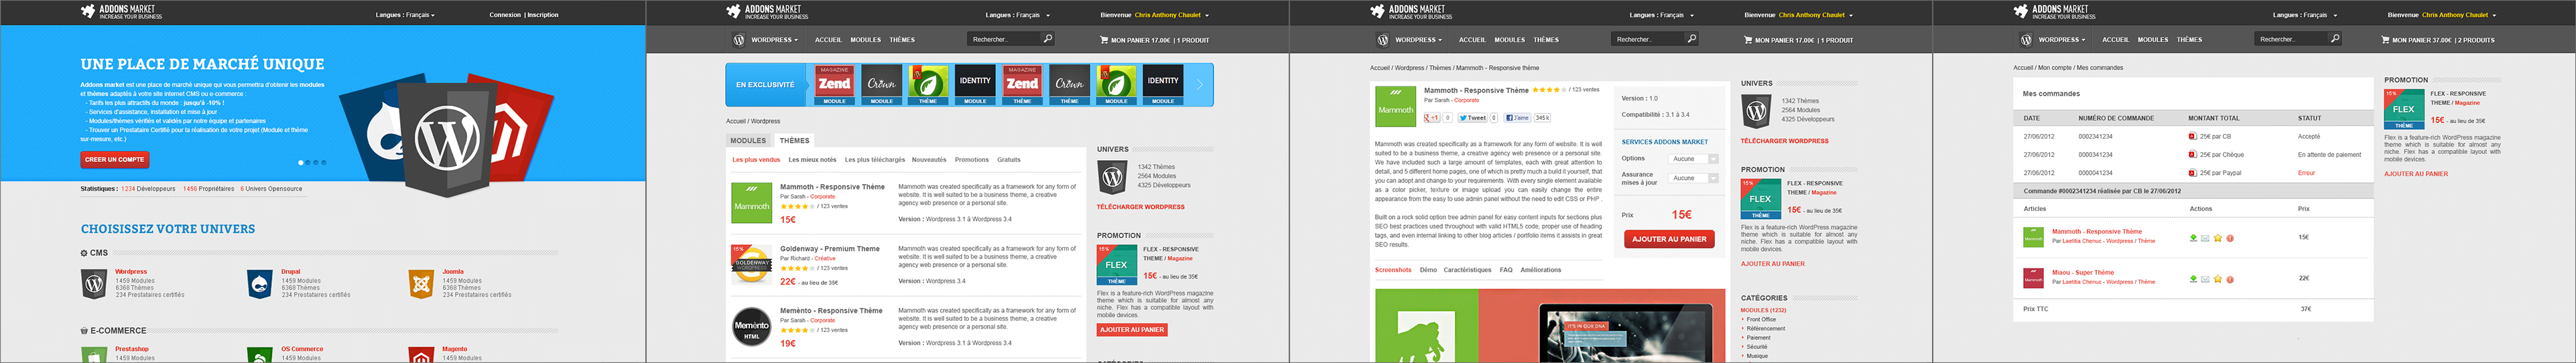 ADDONS MARKET
INCREASE YOUR BUSINESS
Langues : Français
Connexion | Inscription
UNE PLACE DE MARCHÉ UNIQUE
Addons market est une place de marché unique qui vous permettra d'obtenir les modules
et thèmes adaptés à votre site internet CMS ou e-commerce :
- Tarifs les plus attractifs du monde : jusqu'à -10% !
- Services d'assistance, installation et mise à jour
- Modules/thèmes vérifiés et validés par notre équipe et partenaires
- Trouver un Prestataire Certifié pour la réalisation de votre projet (Module et thème
sur-mesure, etc.)
CREER UN COMPTE
Statistiques : 1234 Développeurs 1456 Propriétaires 6 Univers Opensource
CHOISISSEZ VOTRE UNIVERS
CMS
Wordpress
1459 Modules
6368 Thèmes
234 Prestataires certifiés
Drupal
1459 Modules
6368 Thèmes
234 Prestataires certifiés
Joomla
1459 Modules
6368 Thèmes
234 Prestataires certifiés
E-COMMERCE
Prestashop
1459 Modules
OS Commerce
1459 Modules
Magento
1459 Modules
ADDONS MARKET
INCREASE YOUR BUSINESS
Langues : Français
Bienvenue Chris Anthony Chaulet
WORDPRESS
ACCUEIL MODULES THÈMES
Rechercher..
MON PANIER 17.00€ | 1 PRODUIT
EN EXCLUSIVITÉ
MAGAZINE
Zend
MODULE
Crown
MODULE
THÈME
IDENTITY
MODULE
MAGAZINE
Zend
THÈME
Crown
THÈME
MODULE
IDENTITY
MODULE
Accueil / Wordpress
MODULES THÈMES
Les plus vendus Les mieux notés Les plus téléchargés Nouveautés Promotions Gratuits
Mammoth
Mammoth - Responsive Thème
Par Sarah - Corporate
/ 123 ventes
15€
Mammoth was created specifically as a framework for any form of
website. It is well suited to be a business theme, a creative
agency web presence or a personal site.
Version : Wordpress 3.1 à Wordpress 3.4
15%
GOLDENWAY
WORDPRESS
Goldenway - Premium Theme
Par Richard - Créative
/ 123 ventes
22€ - au lieu de 35€
Mammoth was created specifically as a framework for any form of
website. It is well suited to be a business theme, a creative
agency web presence or a personal site.
Version : Wordpress 3.4
Memènto
HTML
Memènto - Responsive Thème
Par Sarah - Corporate
/ 123 ventes
19€
Mammoth was created specifically as a framework for any form of
website. It is well suited to be a business theme, a creative
agency web presence or a personal site.
Version : Wordpress 3.1 à Wordpress 3.4
UNIVERS
1342 Thèmes
2564 Modules
4325 Développeurs
TÉLÉCHARGER WORDPRESS
PROMOTION
15%
FLEX
THÈME
FLEX - RESPONSIVE
THEME / Magazine
15€ - au lieu de 35€
Flex is a feature-rich WordPress magazine
theme which is suitable for almost any
niche. Flex has a compatible layout with
mobile devices.
AJOUTER AU PANIER
CATÉGORIES
ADDONS MARKET
INCREASE YOUR BUSINESS
Langues : Français
Bienvenue Chris Anthony Chaulet
WORDPRESS
ACCUEIL MODULES THÈMES
Rechercher..
MON PANIER 17.00€ | 1 PRODUIT
Accueil / Wordpress / Thèmes / Mammoth - Responsive thème
Mammoth
Mammoth - Responsive Thème / 123 ventes
Par Sarah - Corporate
+1 0 Tweet 0 J'aime 345 k
Mammoth was created specifically as a framework for any form of website. It is well
suited to be a business theme, a creative agency web presence or a personal site.
We have included such a large amount of templates, each with great attention to
detail, and 5 different home pages, one of which is pretty much a build it yourself, that
you can adopt and change to your requirements. With every single element available
as a color picker, texture or image upload you can easily change the entire
appearance from the easy to use admin panel without the need to edit CSS or PHP .
Built on a rock solid option tree admin panel for easy content inputs for sections plus
SEO best practices used throughout with valid HTML5 code, proper use of heading
tags, and even internal linking to other blog articles / portfolio items it assists in great
SEO results.
Screenshots Démo Caractéristiques FAQ Améliorations
IT'S IN OUR DNA
Version : 1.0
Compatibilité : 3.1 à 3.4
SERVICES ADDONS MARKET
Options Aucune
Assurance
mises à jour Aucune
Prix 15€
AJOUTER AU PANIER
UNIVERS
1342 Thèmes
2564 Modules
4325 Développeurs
TÉLÉCHARGER WORDPRESS
PROMOTION
15%
FLEX
THÈME
FLEX - RESPONSIVE
THEME / Magazine
15€ - au lieu de 35€
Flex is a feature-rich WordPress magazine
theme which is suitable for almost any
niche. Flex has a compatible layout with
mobile devices.
AJOUTER AU PANIER
CATÉGORIES
MODULES (1232)
Front Office
Référencement
Paiement
Sécurité
Musique
ADDONS MARKET
INCREASE YOUR BUSINESS
Langues : Français
Bienvenue Chris Anthony Chaulet
WORDPRESS
ACCUEIL MODULES THÈMES
Rechercher..
MON PANIER 37.00€ | 2 PRODUITS
Accueil / Mon compte / Mes commandes
Mes commandes
DATE NUMÉRO DE COMMANDE MONTANT TOTAL STATUT
27/06/2012 0002341234 25€ par CB Accepté
27/06/2012 0000341234 25€ par Chèque En attente de paiement
27/06/2012 0000041234 25€ par Paypal Erreur
Commande #0002341234 réalisée par CB le 27/06/2012
Articles Actions Prix
Mammoth
Mammoth - Responsive Thème
Par Laetitia Chenuc - Wordpress / Thème
15€
Mammoth
Miaou - Super Thème
Par Laetitia Chenuc - Wordpress / Thème
22€
Prix TTC 37€
PROMOTION
15%
FLEX
THÈME
FLEX - RESPONSIVE
THEME / Magazine
15€ - au lieu de 35€
Flex is a feature-rich WordPress magazine
theme which is suitable for almost any
niche. Flex has a compatible layout with
mobile devices.
AJOUTER AU PANIER